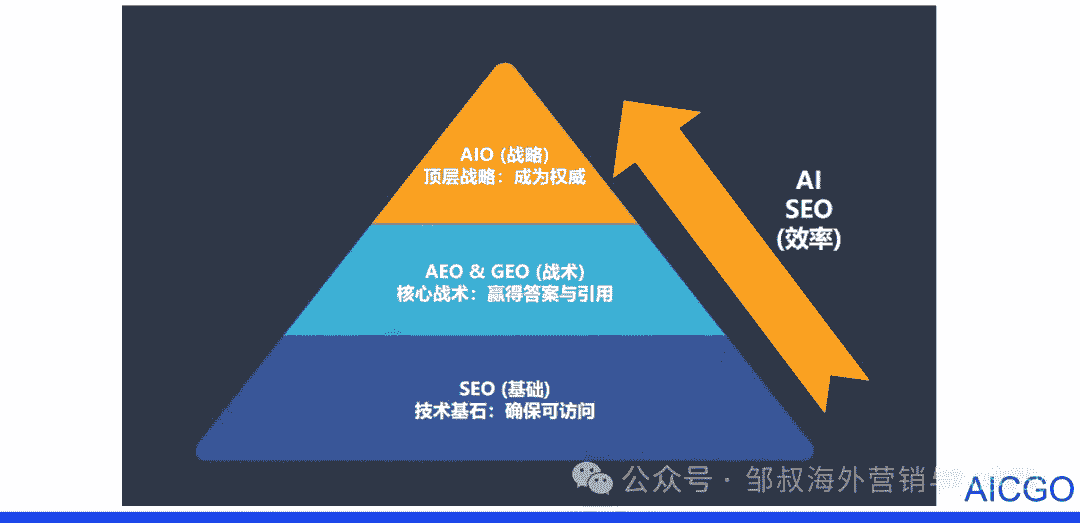 AIO (战略)
顶层战略：成为权威
AI
SEO
(效率)
AEO & GEO (战术)
核心战术：赢得答案与引用
SEO (基础)
技术基石：确保可访问
公众号 · 邹叔海外营销
AICGO